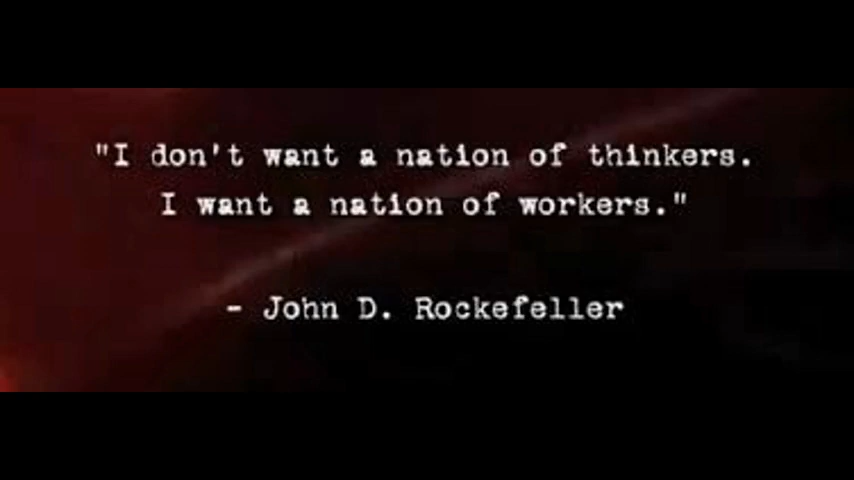 "I don't want a nation of thinkers.
I want a nation of workers."
- John D. Rockefeller